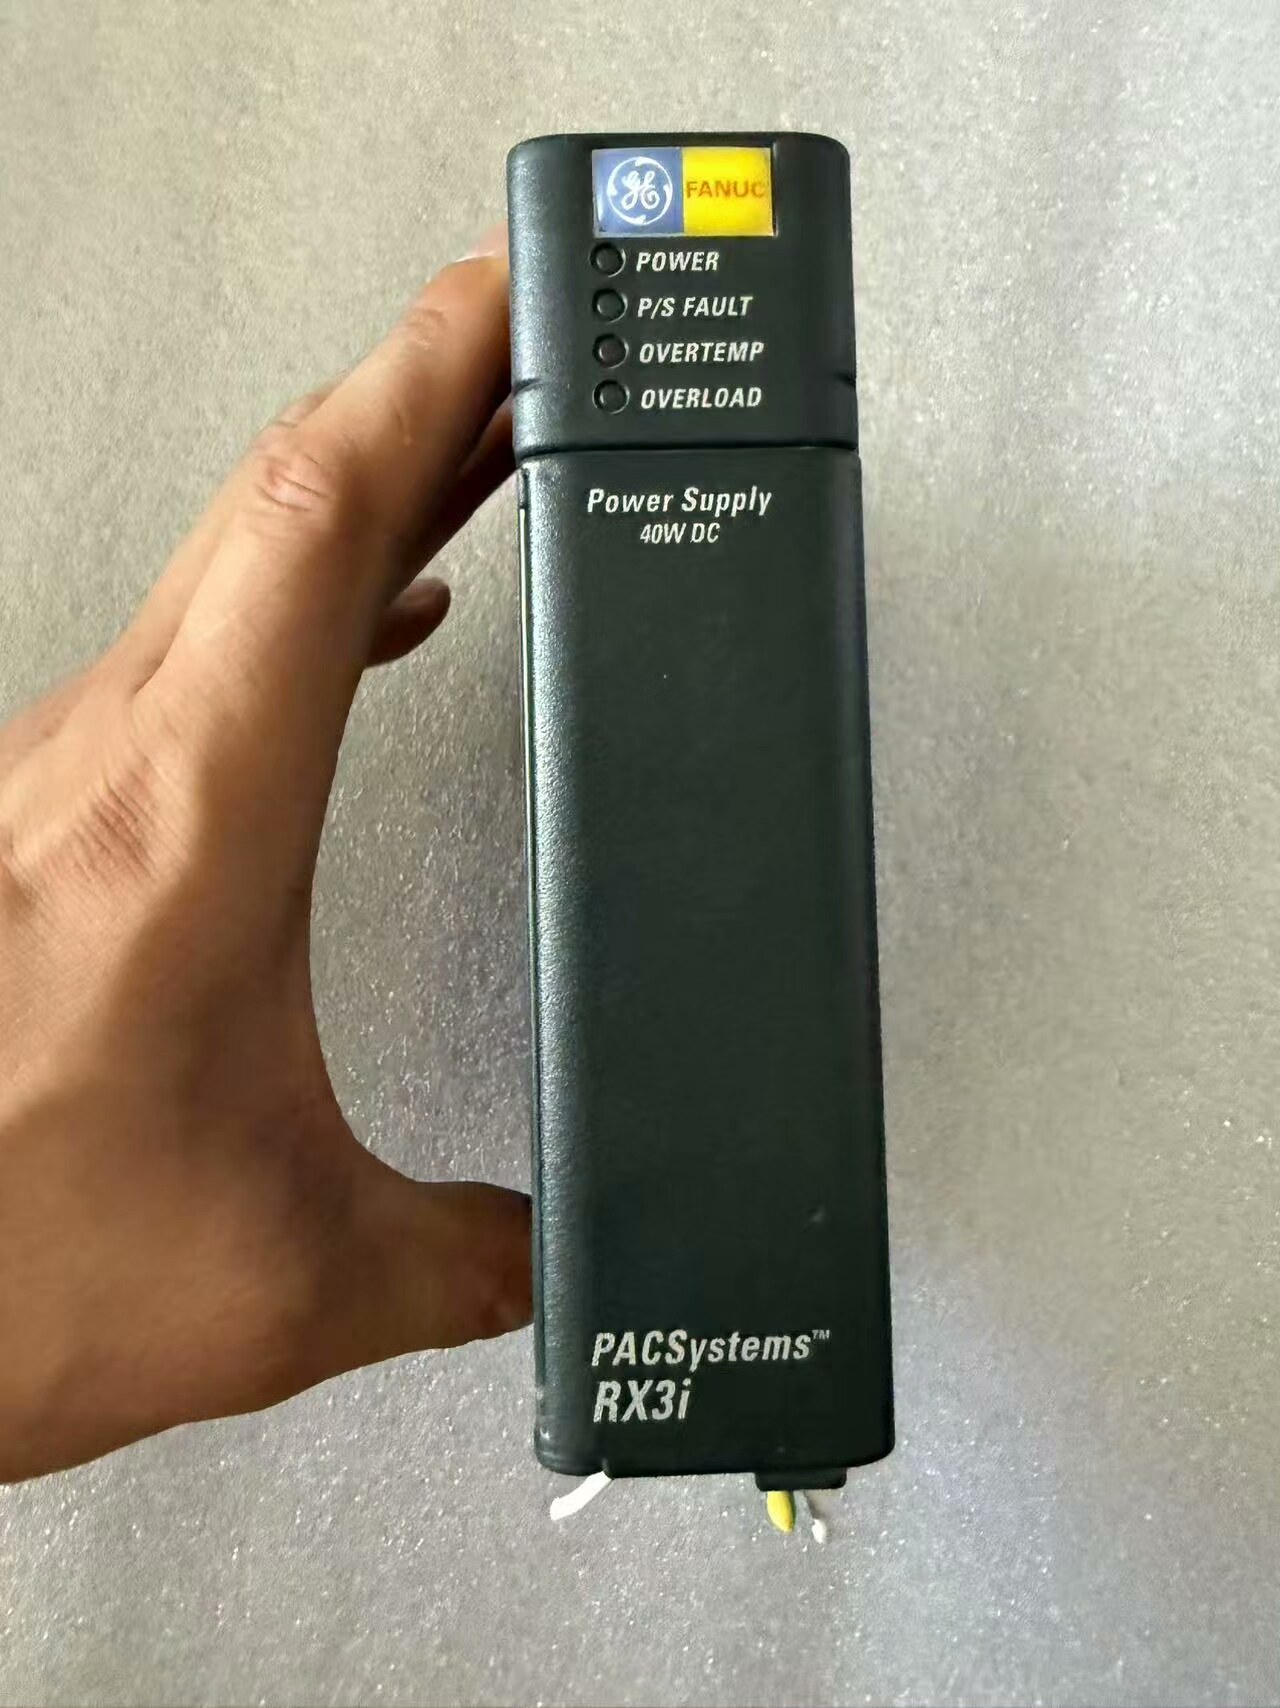 GE FANUC
POWER
P/S FAULT
OVERTEMP
OVERLOAD
Power Supply
40W DC
PACSystems™
RX3i